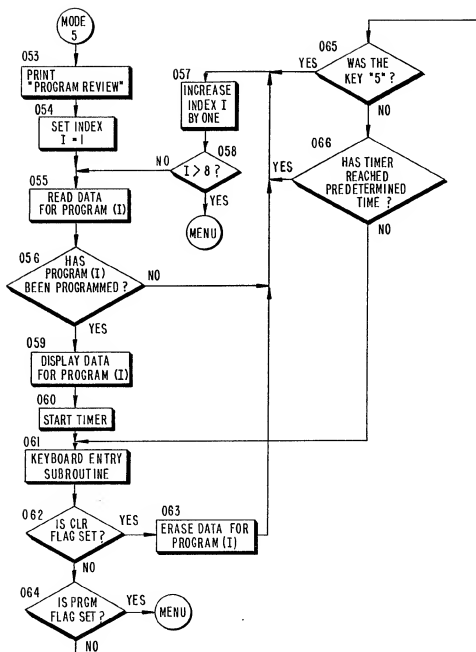 MODE
5
053
PRINT
"PROGRAM REVIEW"
054
SET INDEX
I = 1
055
READ DATA
FOR PROGRAM (I)
056
HAS
PROGRAM (I)
BEEN PROGRAMMED ?
NO
YES
059
DISPLAY DATA
FOR PROGRAM (I)
060
START TIMER
061
KEYBOARD ENTRY
SUBROUTINE
062
IS CLR
FLAG SET ?
YES
NO
063
ERASE DATA FOR
PROGRAM (I)
064
IS PRGM
FLAG SET ?
YES
MENU
NO
057
INCREASE
INDEX I
BY ONE
058
I > 8 ?
NO
YES
MENU
065
WAS THE
KEY "5" ?
YES
NO
066
HAS TIMER
REACHED
PREDETERMINED
TIME ?
YES
NO